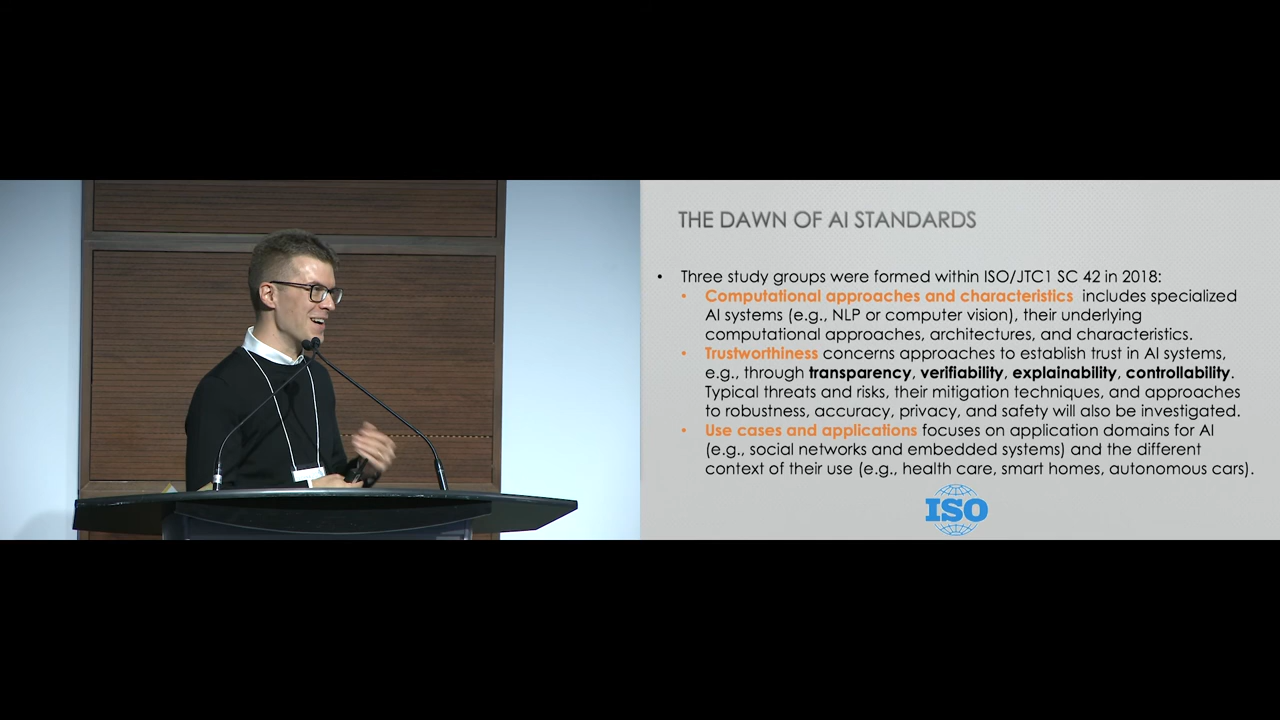 THE DAWN OF AI STANDARDS
• Three study groups were formed within ISO/JTC1 SC 42 in 2018:
• Computational approaches and characteristics includes specialized
AI systems (e.g., NLP or computer vision), their underlying
computational approaches, architectures, and characteristics.
• Trustworthiness concerns approaches to establish trust in AI systems,
e.g., through transparency, verifiability, explainability, controllability.
Typical threats and risks, their mitigation techniques, and approaches
to robustness, accuracy, privacy, and safety will also be investigated.
• Use cases and applications focuses on application domains for AI
(e.g., social networks and embedded systems) and the different
context of their use (e.g., health care, smart homes, autonomous cars).
ISO